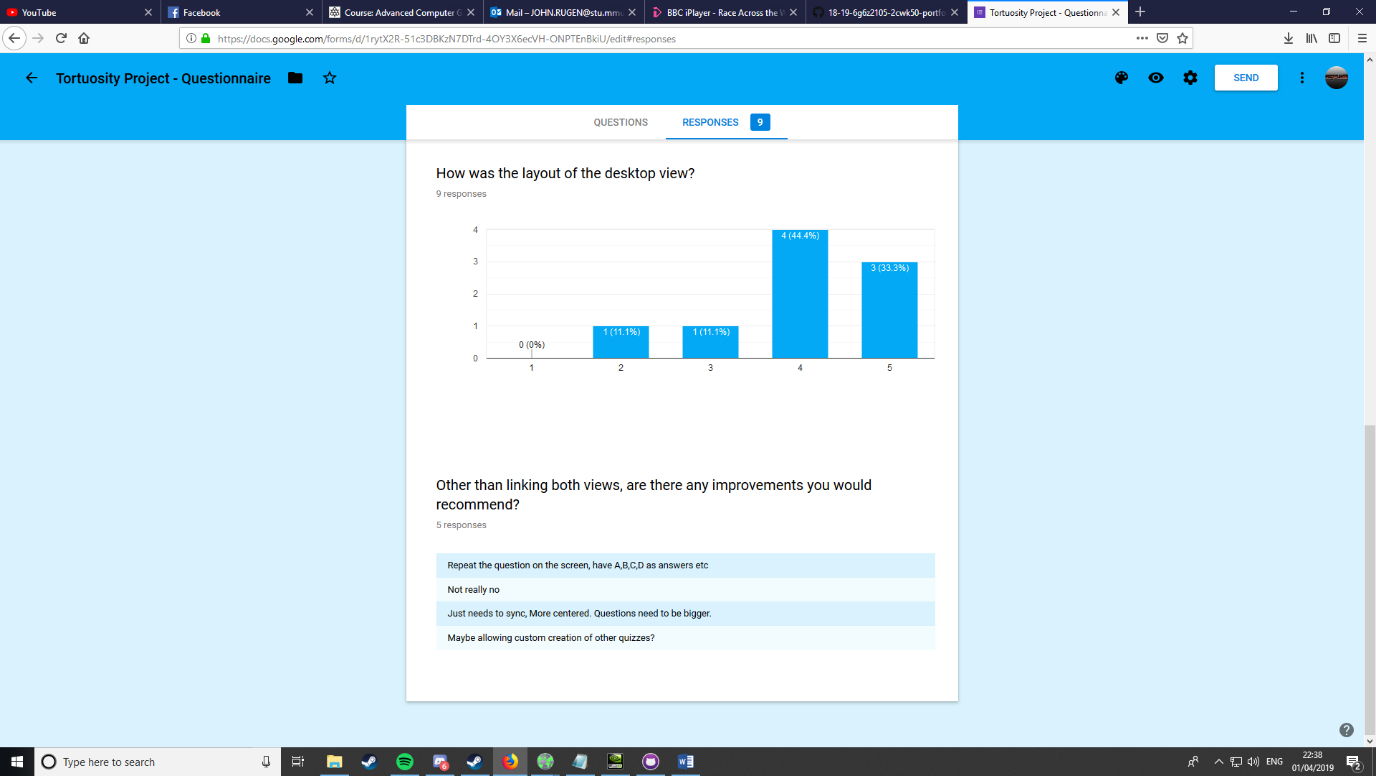 YouTube
Facebook
Course: Advanced Computer G
Mail – JOHN.RUGEN@stu.mmu
BBC iPlayer - Race Across the W
18-19-6g6z2105-2cwk50-portfo
Tortuosity Project - Questionna
https://docs.google.com/forms/d/1rytX2R-51c3DBKzN7DTrd-4OY3X6ecVH-ONPTEnBkiU/edit#responses
Tortuosity Project - Questionnaire
SEND
QUESTIONS
RESPONSES 9
How was the layout of the desktop view?
9 responses
4
3
2
1
0
0 (0%)
1 (11.1%)
1 (11.1%)
4 (44.4%)
3 (33.3%)
1 2 3 4 5
Other than linking both views, are there any improvements you would
recommend?
5 responses
Repeat the question on the screen, have A,B,C,D as answers etc
Not really no
Just needs to sync, More centered. Questions need to be bigger.
Maybe allowing custom creation of other quizzes?
Type here to search
6
ENG
22:38
01/04/2019
2